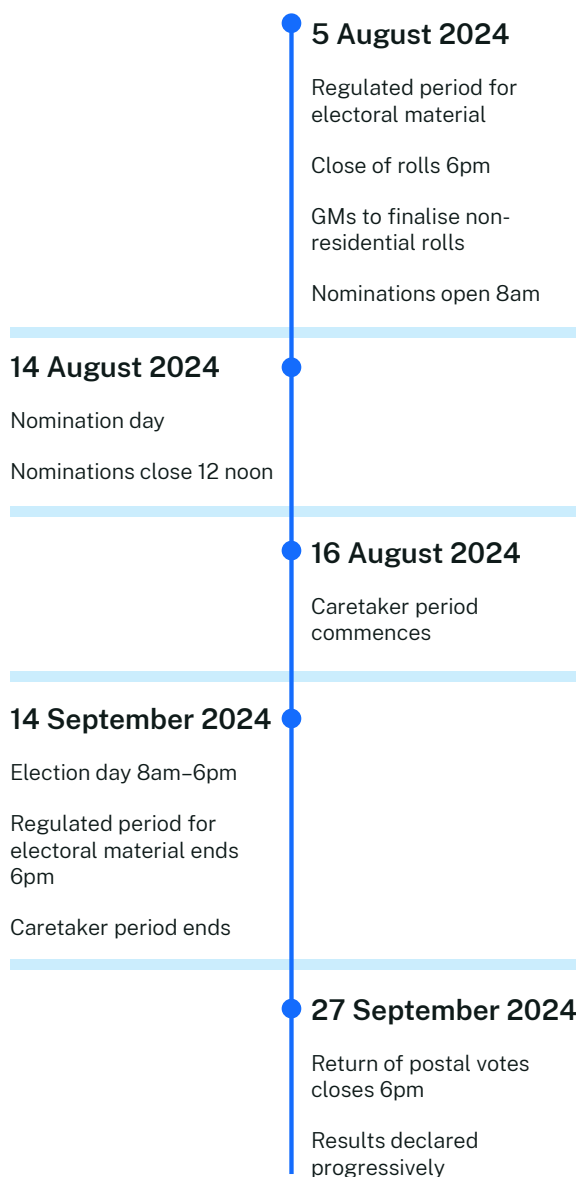 5 August 2024
Regulated period for
electoral material
Close of rolls 6pm
GMs to finalise non-
residential rolls
Nominations open 8am
14 August 2024
Nomination day
Nominations close 12 noon
16 August 2024
Caretaker period
commences
14 September 2024
Election day 8am–6pm
Regulated period for
electoral material ends
6pm
Caretaker period ends
27 September 2024
Return of postal votes
closes 6pm
Results declared
progressively